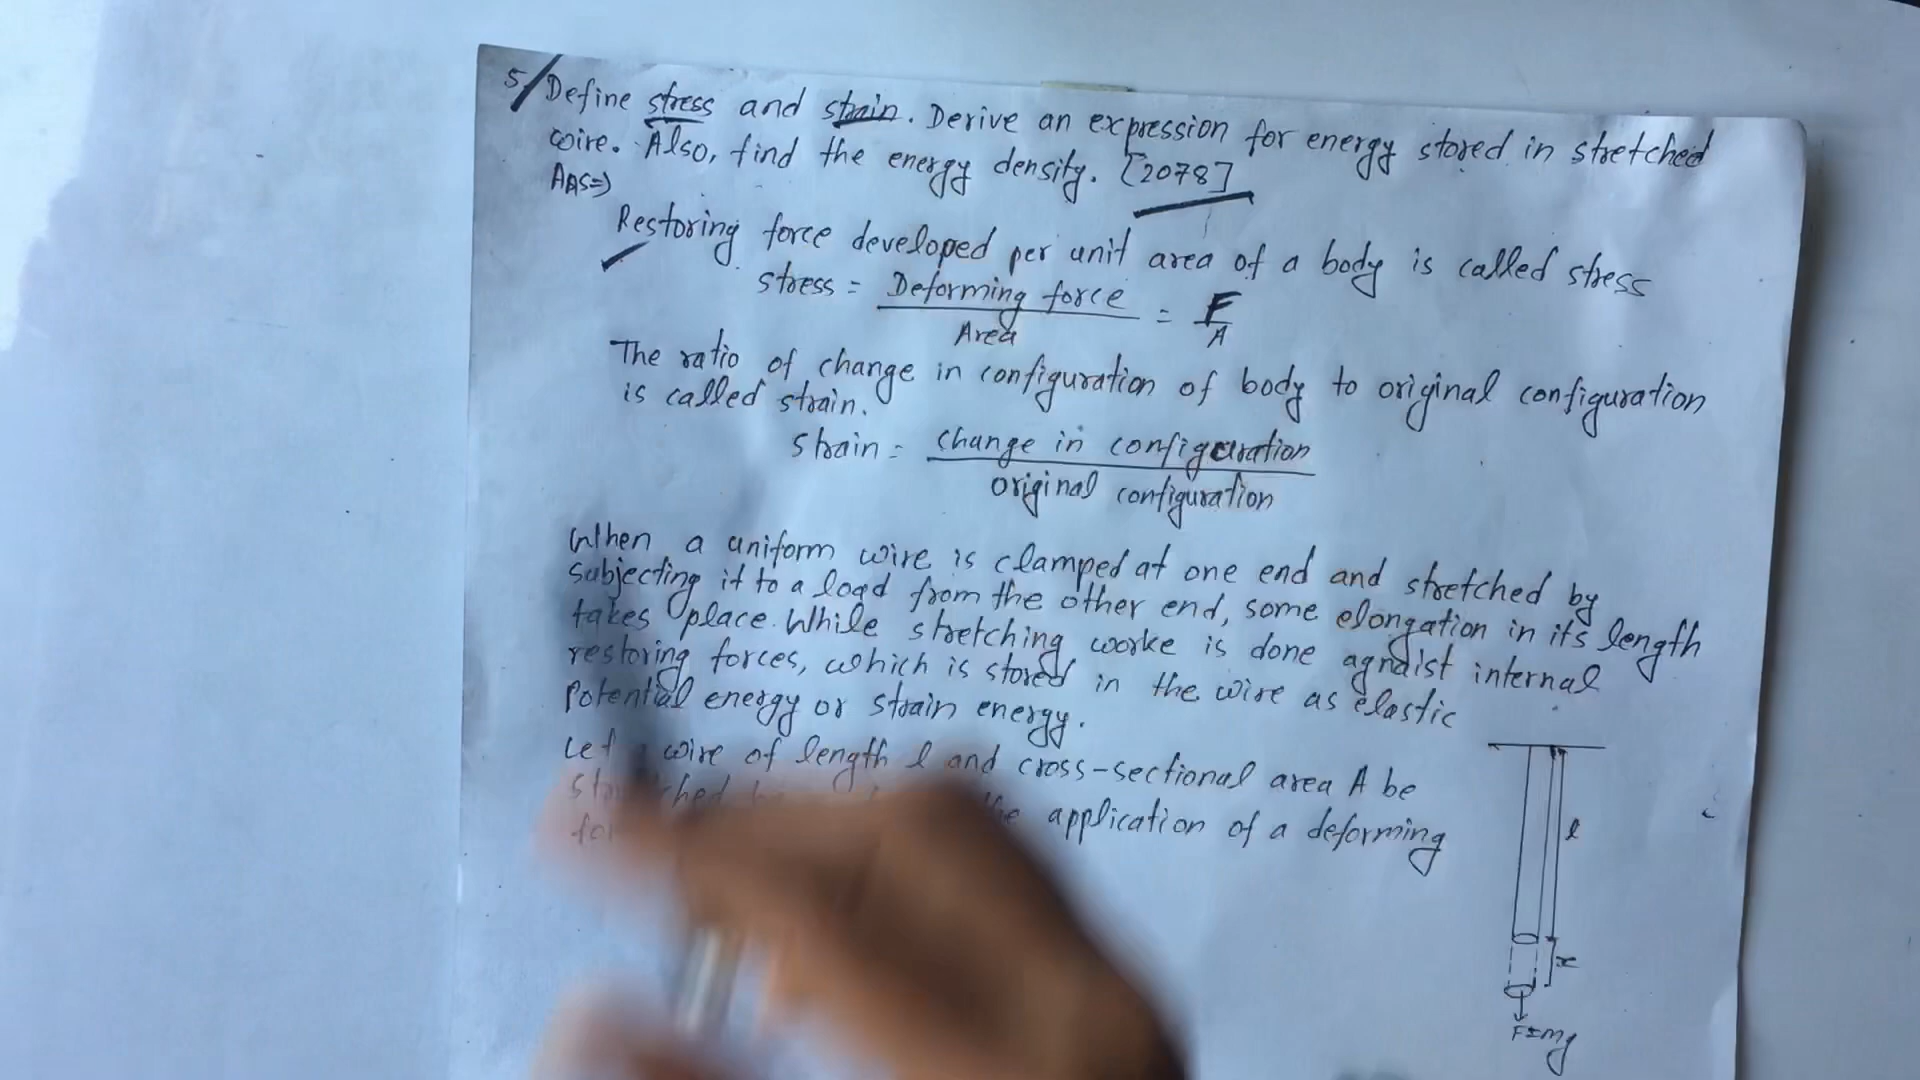 5. Define stress and strain. Derive an expression for energy stored in stretched
wire. Also, find the energy density. [2078]
Ans⇒
Restoring force developed per unit area of a body is called stress
stress = Deforming force / Area = F / A
The ratio of change in configuration of body to original configuration
is called strain.
Strain = change in configuration / original configuration
When a uniform wire is clamped at one end and stretched by
subjecting it to a load from the other end, some elongation in its length
takes place. While stretching worke is done agnaist internal
restoring forces, which is stored in the wire as elastic
Potential energy or strain energy.
Let wire of length l and cross-sectional area A be
application of a deforming
l
x
F=mg